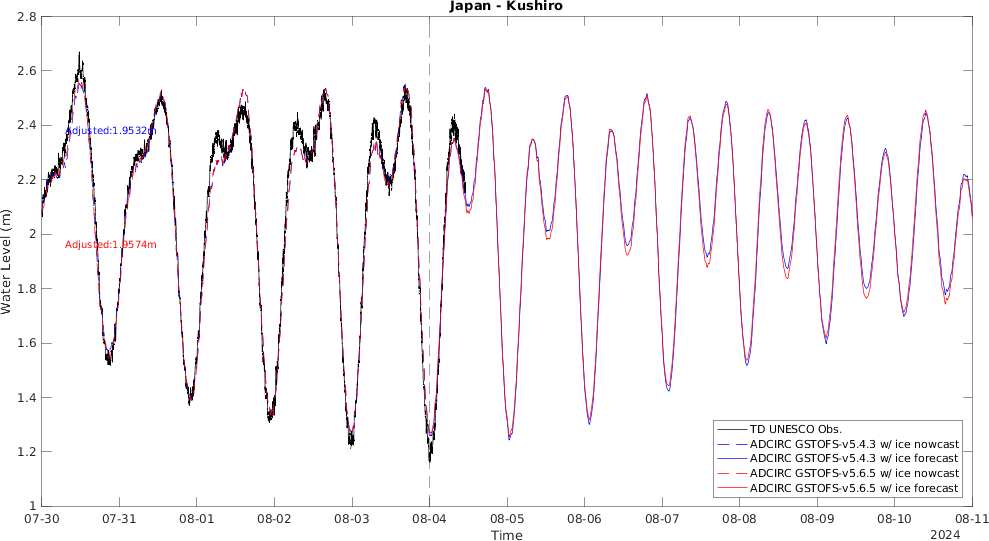 Japan - Kushiro
2.8
2.6
2.4
2.2
2
1.8
1.6
1.4
1.2
1
Water Level (m)
Adjusted:1.9532m
Adjusted:1.9574m
TD UNESCO Obs.
ADCIRC GSTOFS-v5.4.3 w/ ice nowcast
ADCIRC GSTOFS-v5.4.3 w/ ice forecast
ADCIRC GSTOFS-v5.6.5 w/ ice nowcast
ADCIRC GSTOFS-v5.6.5 w/ ice forecast
07-30 07-31 08-01 08-02 08-03 08-04 08-05 08-06 08-07 08-08 08-09 08-10 08-11
Time
2024